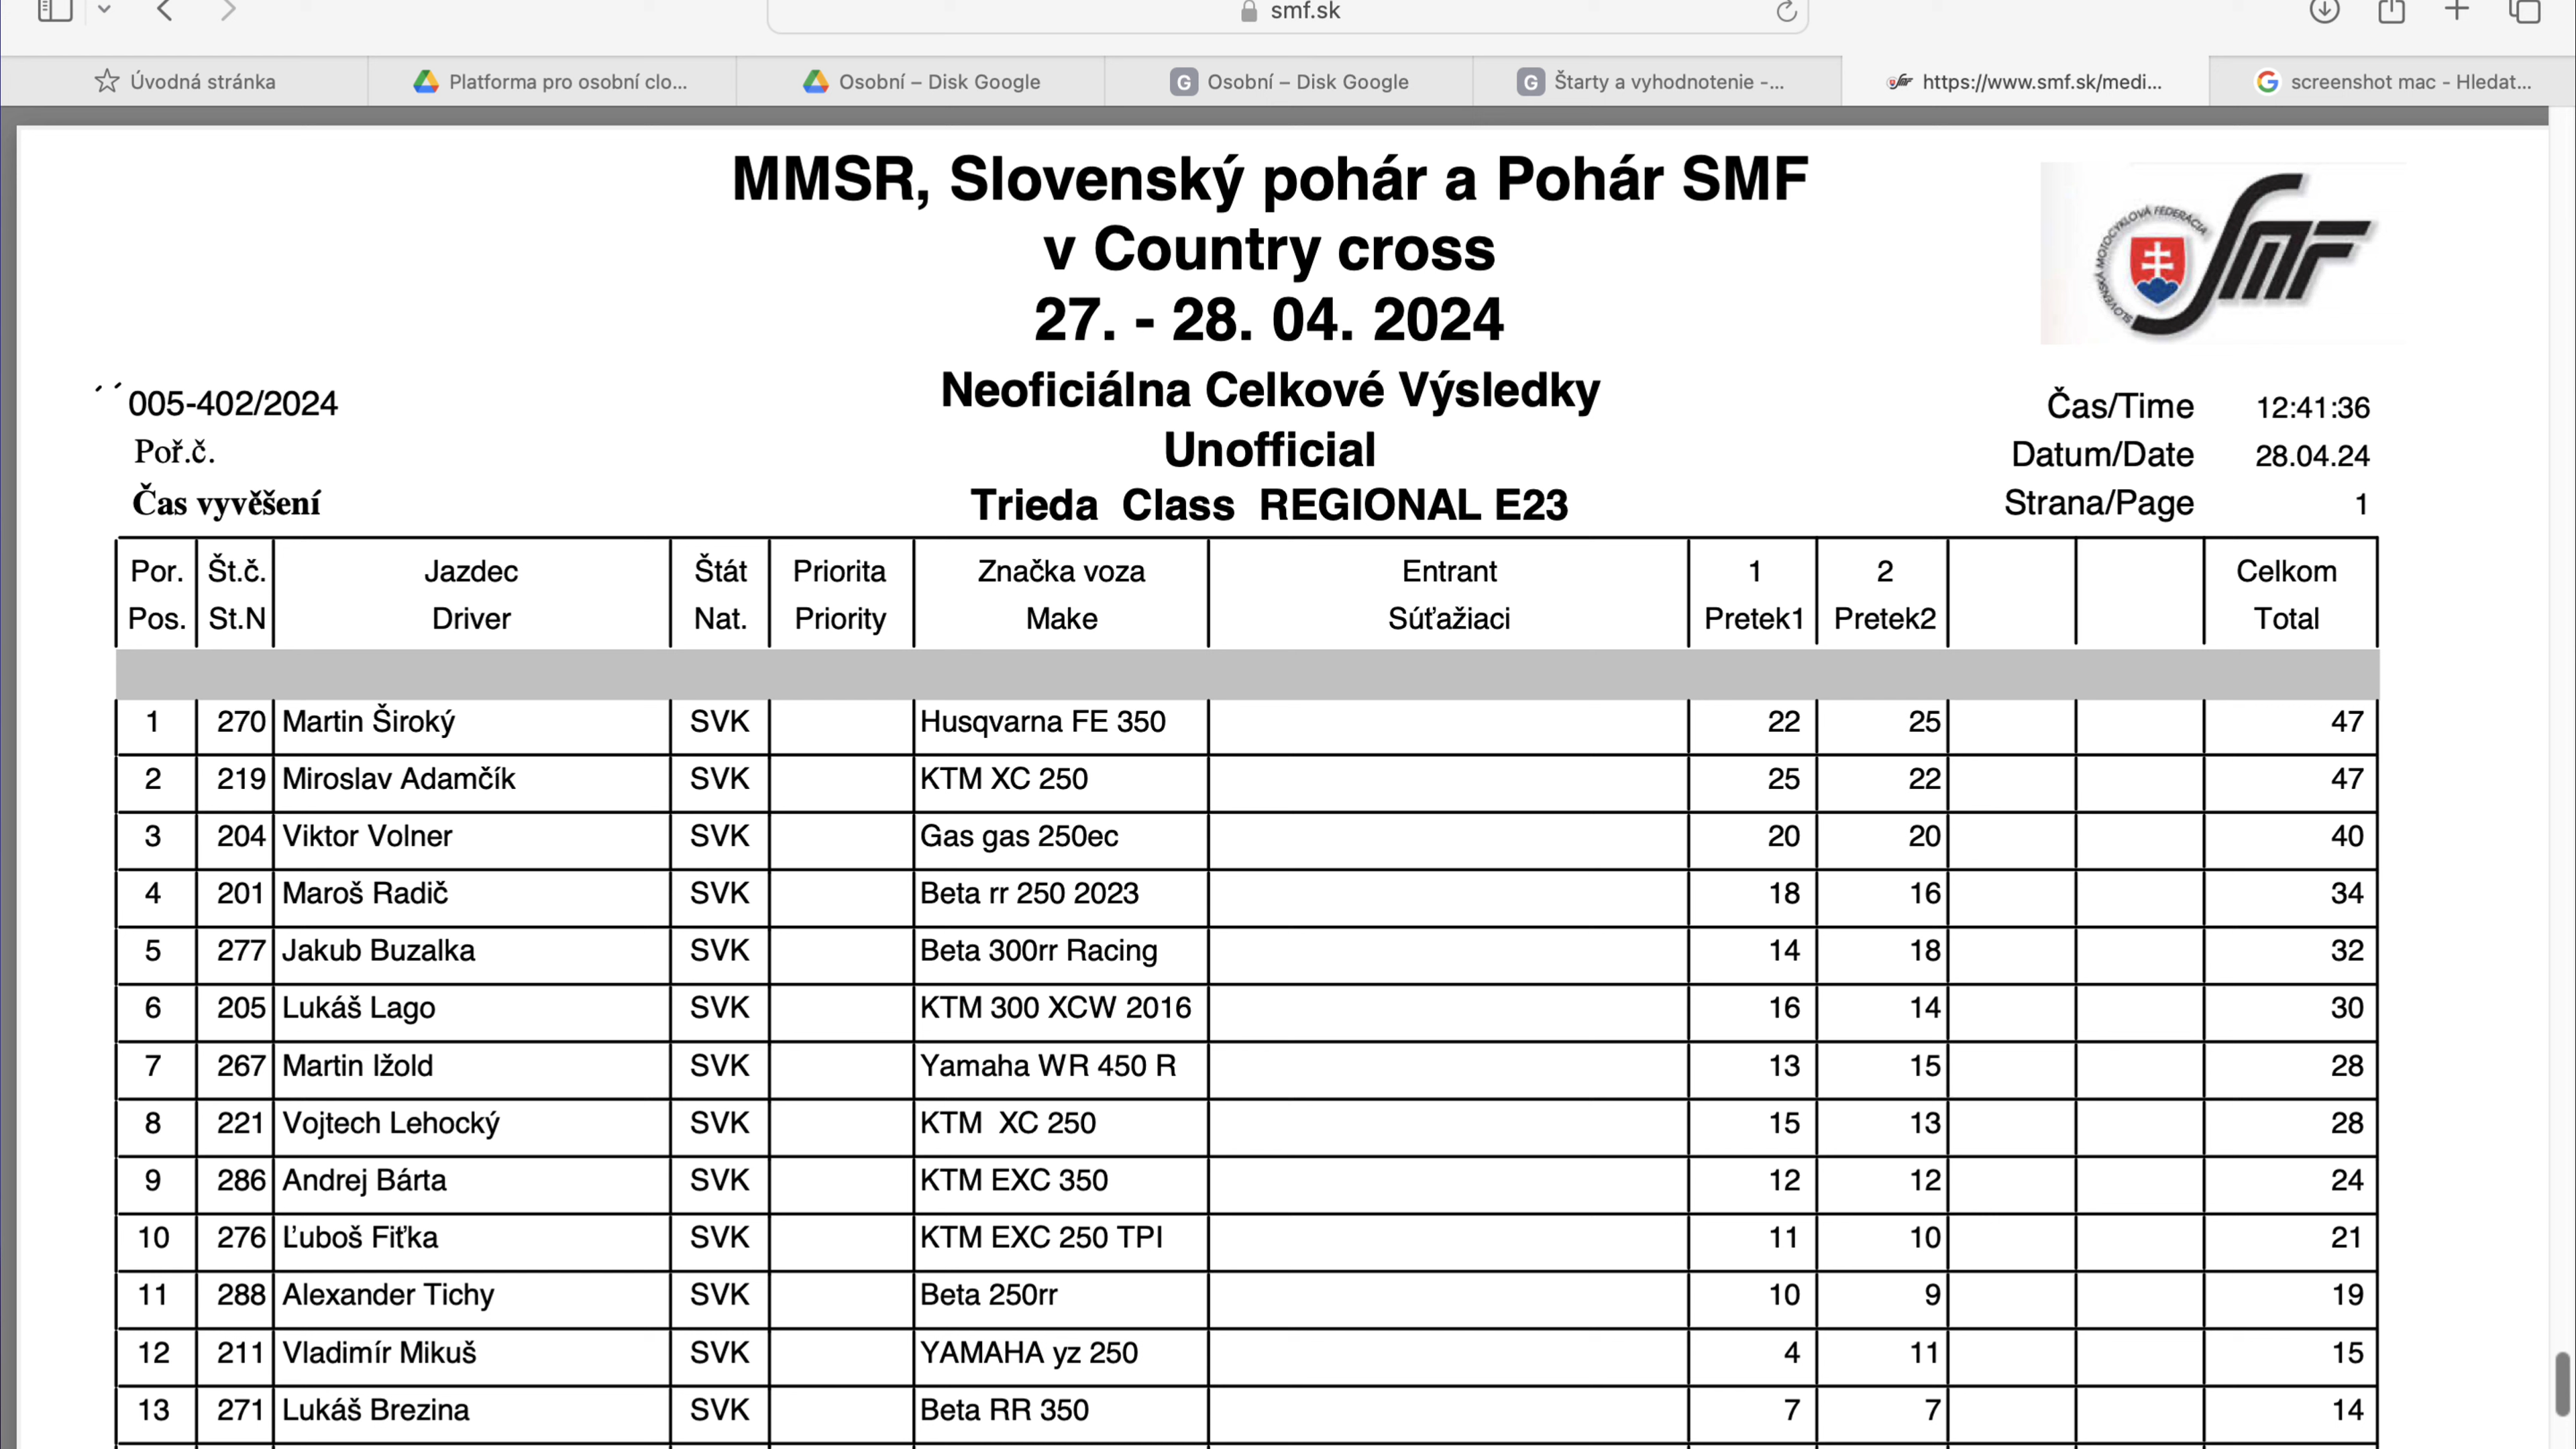 smf.sk
Úvodná stránka
Platforma pro osobní clo...
Osobní – Disk Google
G Osobní – Disk Google
G Štarty a vyhodnotenie -...
https://www.smf.sk/medi...
screenshot mac - Hledat...
MMSR, Slovenský pohár a Pohár SMF
v Country cross
27. - 28. 04. 2024
SLOVENSKÁ MOTOCYKLOVÁ FEDERÁCIA
SMF
Neoficiálna Celkové Výsledky
Unofficial
Trieda Class REGIONAL E23
005-402/2024
Poř.č.
Čas vyvěšení
Čas/Time 12:41:36
Datum/Date 28.04.24
Strana/Page 1
Por. Št.č. Jazdec Štát Priorita Značka voza Entrant 1 2 Celkom
Pos. St.N Driver Nat. Priority Make Súťažiaci Pretek1 Pretek2 Total
1 270 Martin Široký SVK Husqvarna FE 350 22 25 47
2 219 Miroslav Adamčík SVK KTM XC 250 25 22 47
3 204 Viktor Volner SVK Gas gas 250ec 20 20 40
4 201 Maroš Radič SVK Beta rr 250 2023 18 16 34
5 277 Jakub Buzalka SVK Beta 300rr Racing 14 18 32
6 205 Lukáš Lago SVK KTM 300 XCW 2016 16 14 30
7 267 Martin Ižold SVK Yamaha WR 450 R 13 15 28
8 221 Vojtech Lehocký SVK KTM  XC 250 15 13 28
9 286 Andrej Bárta SVK KTM EXC 350 12 12 24
10 276 Ľuboš Fiťka SVK KTM EXC 250 TPI 11 10 21
11 288 Alexander Tichy SVK Beta 250rr 10 9 19
12 211 Vladimír Mikuš SVK YAMAHA yz 250 4 11 15
13 271 Lukáš Brezina SVK Beta RR 350 7 7 14